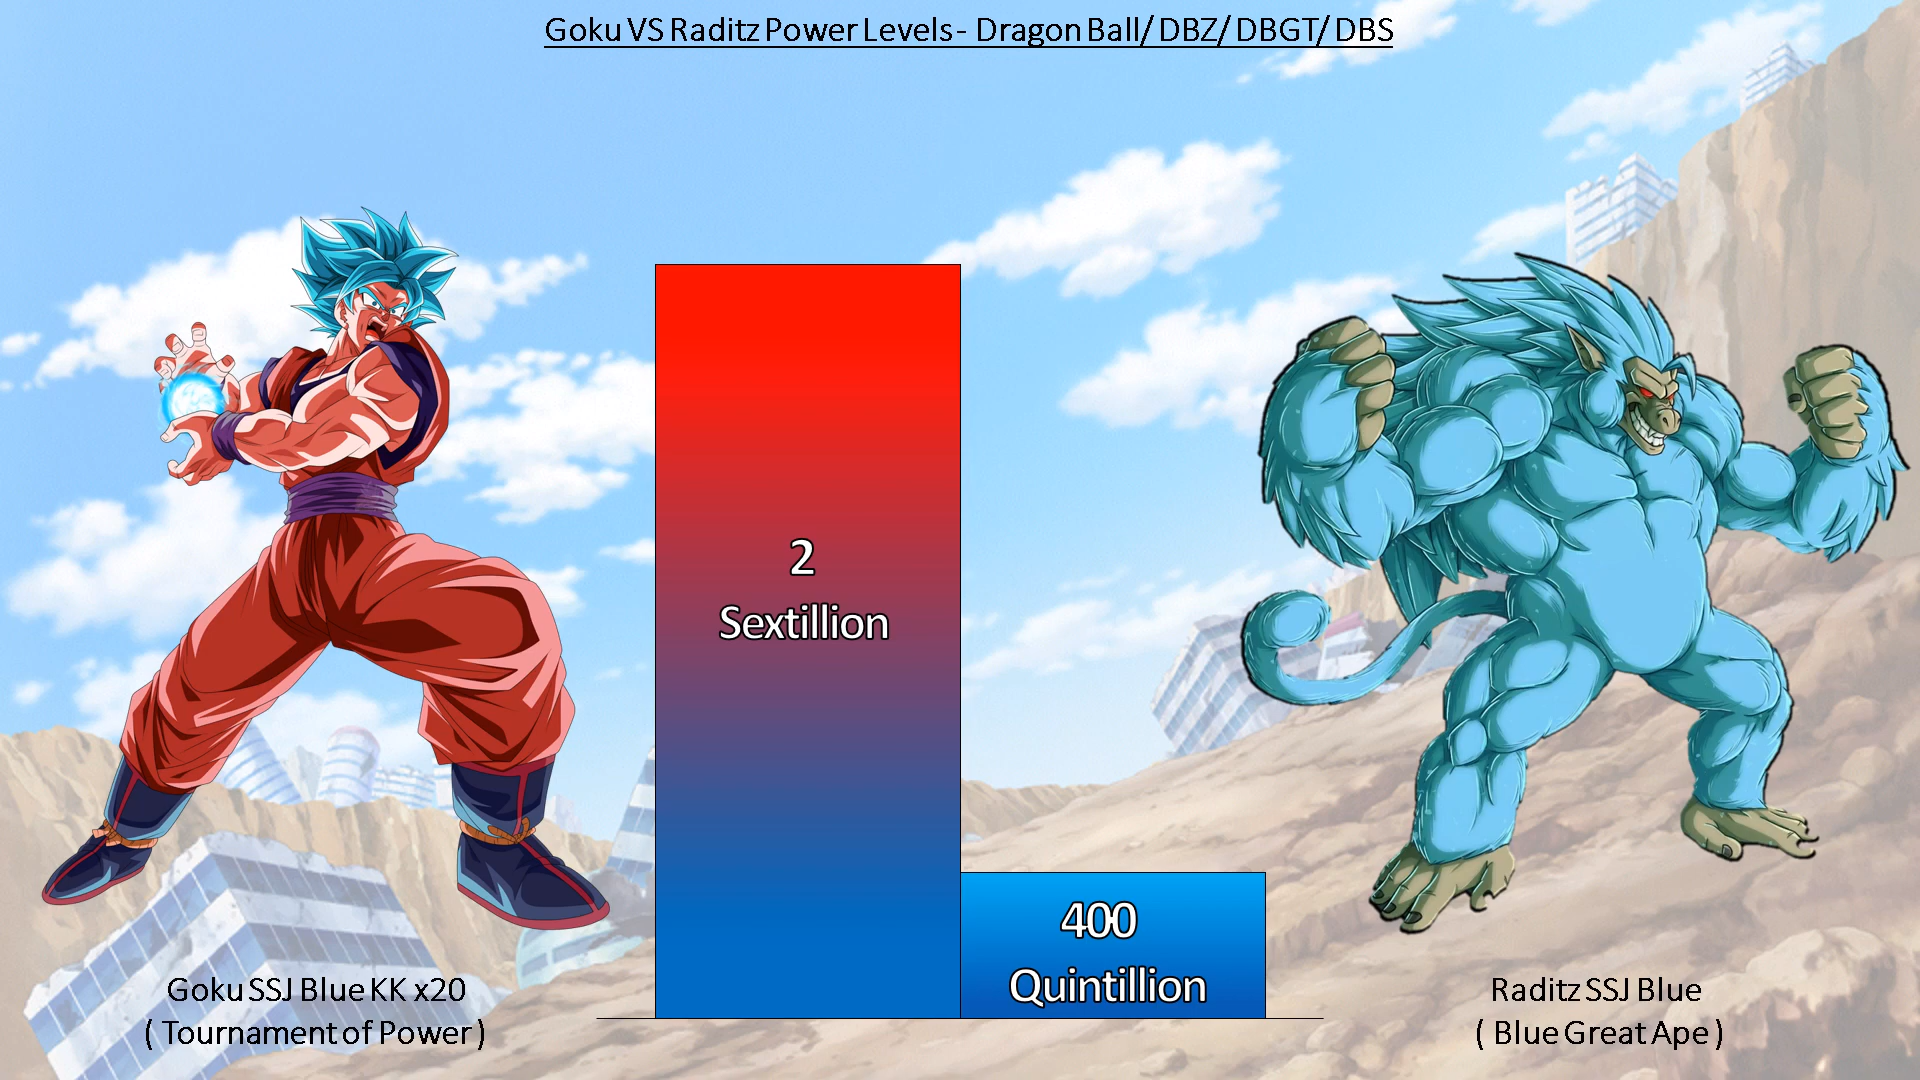 Goku VS Raditz Power Levels - Dragon Ball/ DBZ/ DBGT/ DBS
2
Sextillion
400
Quintillion
Goku SSJ Blue KK x20
( Tournament of Power )
Raditz SSJ Blue
( Blue Great Ape )